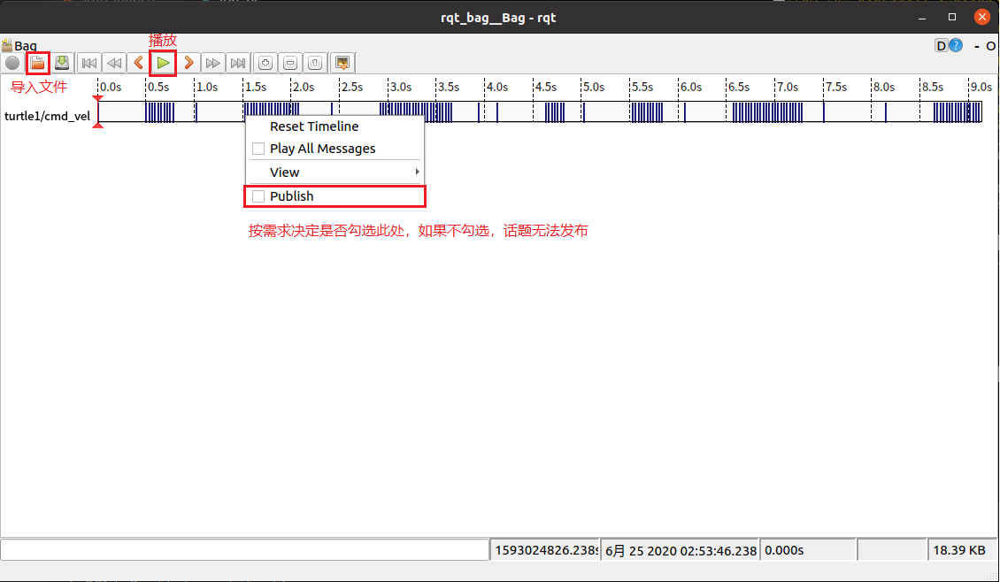 rqt_bag__Bag - rqt
播放
Bag
D ? - O
导入文件
0.0s 0.5s 1.0s 1.5s 2.0s 2.5s 3.0s 3.5s 4.0s 4.5s 5.0s 5.5s 6.0s 6.5s 7.0s 7.5s 8.0s 8.5s 9.0s
turtle1/cmd_vel
Reset Timeline
Play All Messages
View
Publish
按需求决定是否勾选此处，如果不勾选，话题无法发布
1593024826.238s 6月 25 2020 02:53:46.238 0.000s 18.39 KB